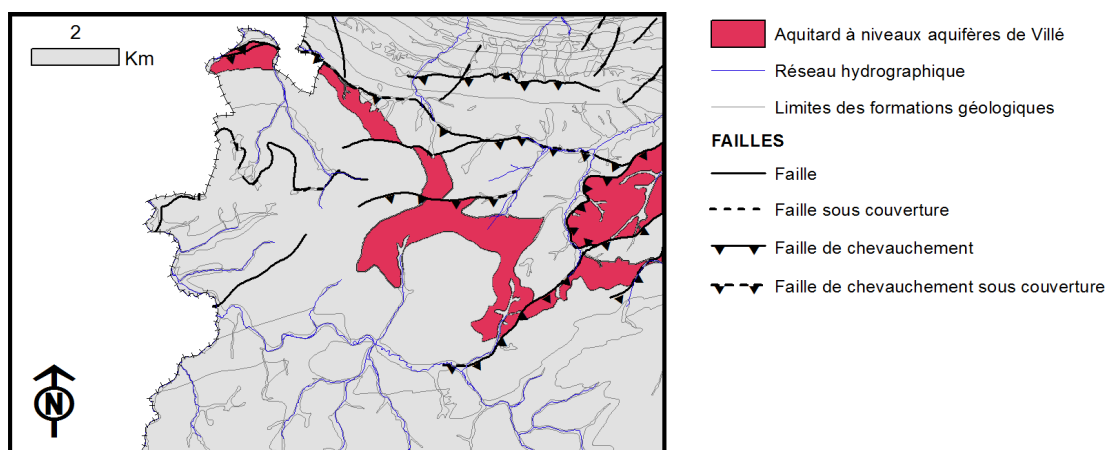 2
Km
N
Aquitard à niveaux aquifères de Villé
Réseau hydrographique
Limites des formations géologiques
FAILLES
Faille
Faille sous couverture
Faille de chevauchement
Faille de chevauchement sous couverture